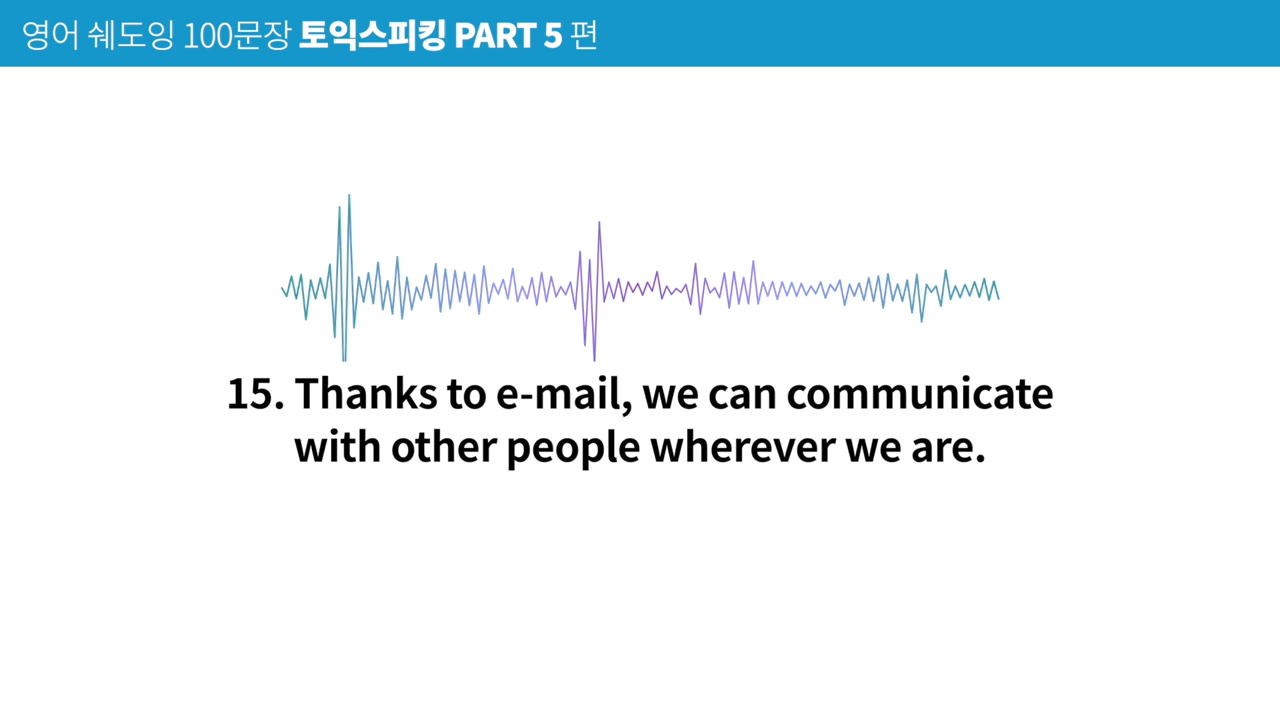 영어 쉐도잉 100문장 토익스피킹 PART 5 편
15. Thanks to e-mail, we can communicate
with other people wherever we are.